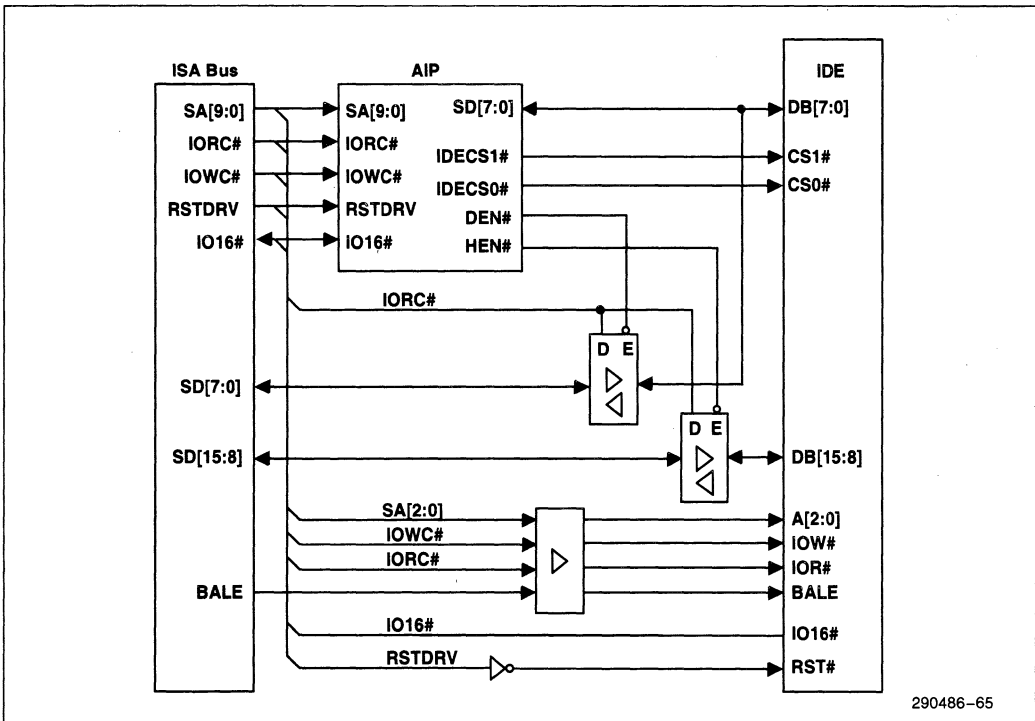 ISA Bus
AIP
IDE
SA[9:0]
IORC#
IOWC#
RSTDRV
IO16#
SD[7:0]
SD[15:8]
BALE
SA[9:0]
IORC#
IOWC#
RSTDRV
IO16#
SD[7:0]
IDECS1#
IDECS0#
DEN#
HEN#
IORC#
D E
D E
SA[2:0]
IOWC#
IORC#
IO16#
RSTDRV
DB[7:0]
CS1#
CS0#
DB[15:8]
A[2:0]
IOW#
IOR#
BALE
IO16#
RST#
290486-65